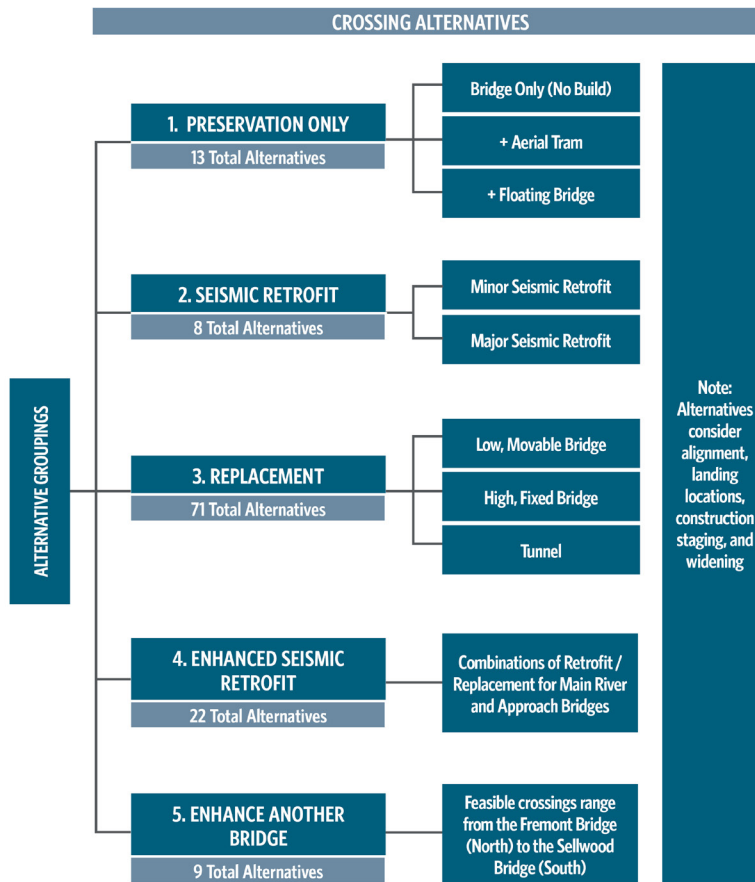 CROSSING ALTERNATIVES
ALTERNATIVE GROUPINGS
1. PRESERVATION ONLY
13 Total Alternatives
Bridge Only (No Build)
+ Aerial Tram
+ Floating Bridge
2. SEISMIC RETROFIT
8 Total Alternatives
Minor Seismic Retrofit
Major Seismic Retrofit
3. REPLACEMENT
71 Total Alternatives
Low, Movable Bridge
High, Fixed Bridge
Tunnel
4. ENHANCED SEISMIC
RETROFIT
22 Total Alternatives
Combinations of Retrofit /
Replacement for Main River
and Approach Bridges
5. ENHANCE ANOTHER
BRIDGE
9 Total Alternatives
Feasible crossings range
from the Fremont Bridge
(North) to the Sellwood
Bridge (South)
Note:
Alternatives
consider
alignment,
landing
locations,
construction
staging, and
widening